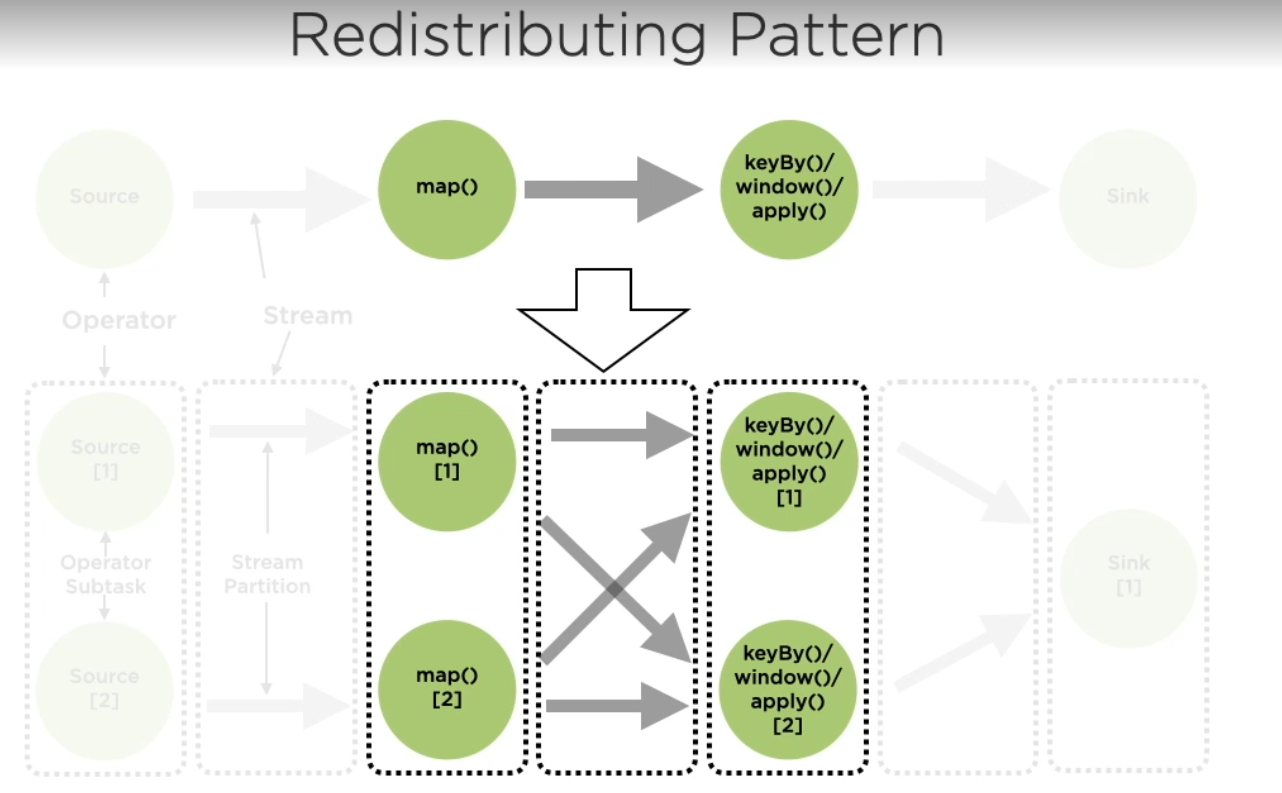 Redistributing Pattern
Source
map()
keyBy()/
window()/
apply()
Sink
Operator
Stream
Source
[1]
map()
[1]
keyBy()/
window()/
apply()
[1]
Operator
Subtask
Stream
Partition
Sink
[1]
Source
[2]
map()
[2]
keyBy()/
window()/
apply()
[2]